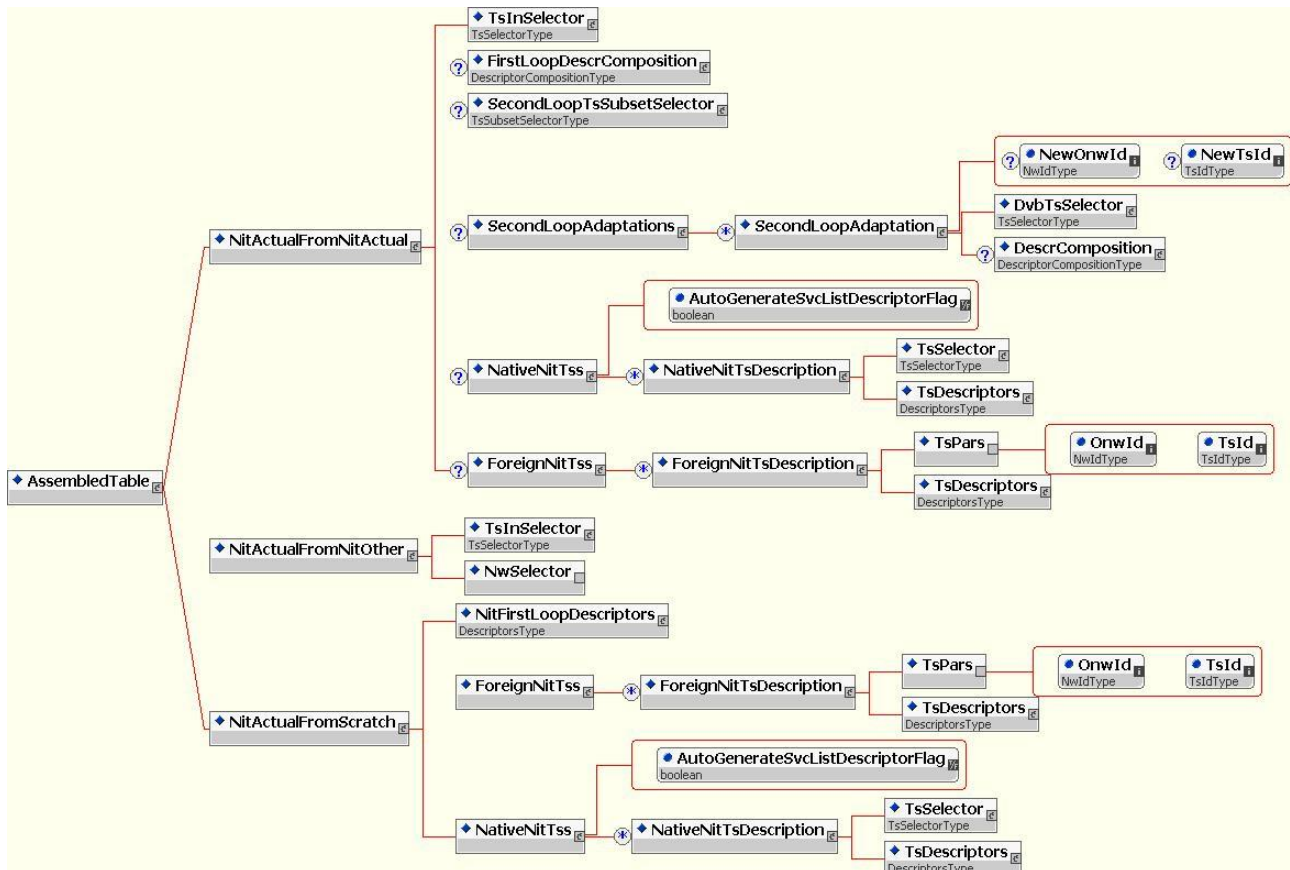 TsInSelector
TsSelectorType
? FirstLoopDescrComposition
DescriptorCompositionType
? SecondLoopTsSubsetSelector
TsSubsetSelectorType
? NewOnwId ? NewTsId
NwIdType TsIdType
DvbTsSelector
TsSelectorType
? SecondLoopAdaptations * SecondLoopAdaptation
NitActualFromNitActual
? DescrComposition
DescriptorCompositionType
AutoGenerateSvcListDescriptorFlag
boolean
TsSelector
TsSelectorType
? NativeNitTss * NativeNitTsDescription
TsDescriptors
DescriptorsType
TsPars OnwId TsId
NwIdType TsIdType
? ForeignNitTss * ForeignNitTsDescription
AssembledTable
TsDescriptors
DescriptorsType
TsInSelector
TsSelectorType
NitActualFromNitOther
NwSelector
NitFirstLoopDescriptors
DescriptorsType
TsPars OnwId TsId
NwIdType TsIdType
ForeignNitTss * ForeignNitTsDescription
TsDescriptors
DescriptorsType
NitActualFromScratch
AutoGenerateSvcListDescriptorFlag
boolean
TsSelector
TsSelectorType
NativeNitTss * NativeNitTsDescription
TsDescriptors
DescriptorsType